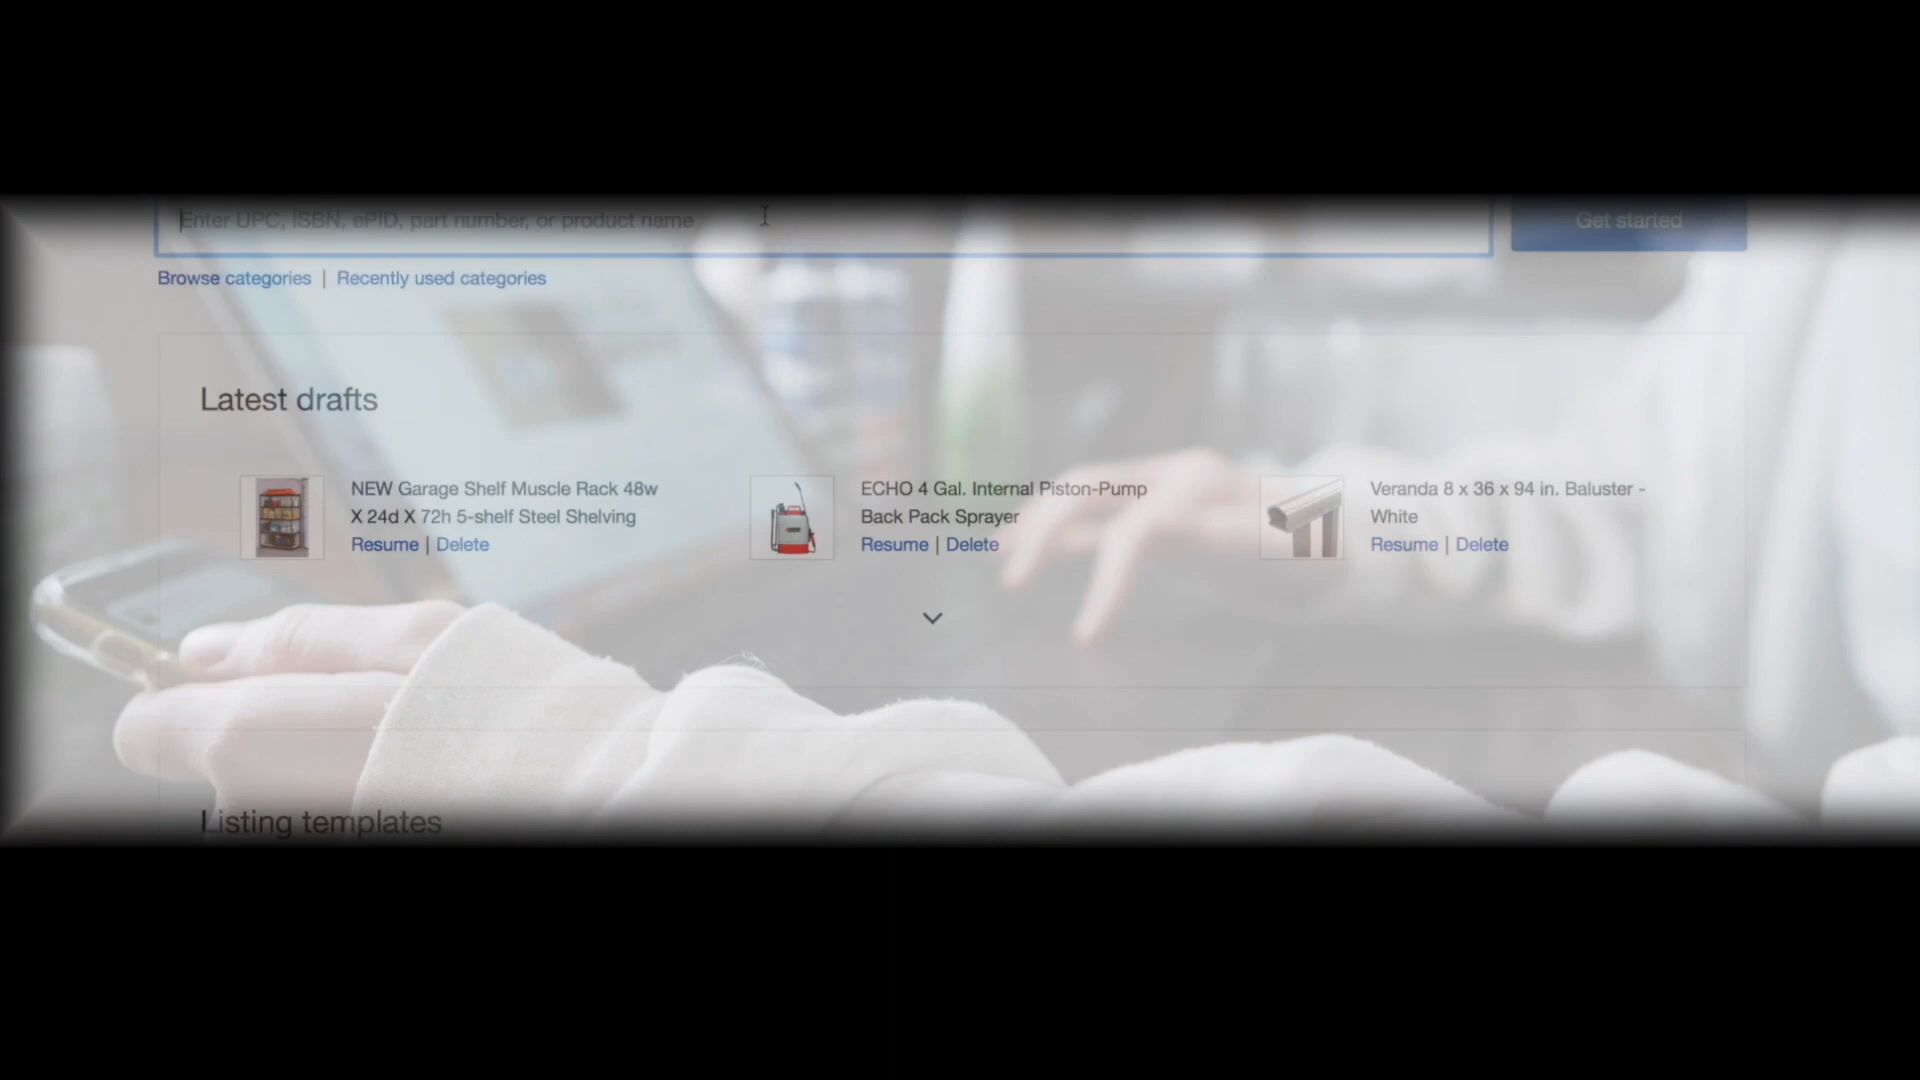 Enter UPC, ISBN, ePID, part number, or product name
Get started
Browse categories | Recently used categories
Latest drafts
NEW Garage Shelf Muscle Rack 48w
X 24d X 72h 5-shelf Steel Shelving
Resume | Delete
ECHO 4 Gal. Internal Piston-Pump
Back Pack Sprayer
Resume | Delete
Veranda 8 x 36 x 94 in. Baluster -
White
Resume | Delete
Listing templates